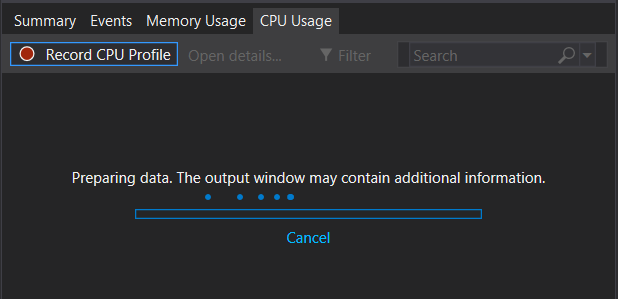 Summary Events Memory Usage CPU Usage
Record CPU Profile Open details... Filter Search
Preparing data. The output window may contain additional information.
Cancel